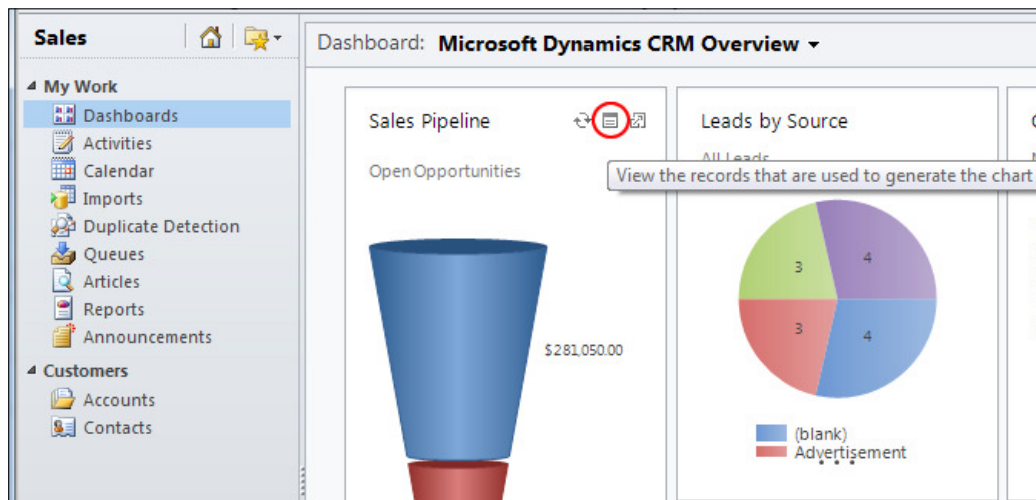 Sales
Dashboard: Microsoft Dynamics CRM Overview
My Work
Dashboards
Activities
Calendar
Imports
Duplicate Detection
Queues
Articles
Reports
Announcements
Customers
Accounts
Contacts
Sales Pipeline
Open Opportunities
$281,050.00
Leads by Source
All Leads
View the records that are used to generate the chart
3
4
3
4
(blank)
Advertisement